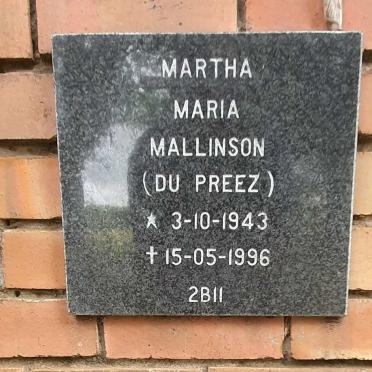 MARTHA
MARIA
MALLINSON
(DU PREEZ)
★ 3-10-1943
✝ 15-05-1996
2B11